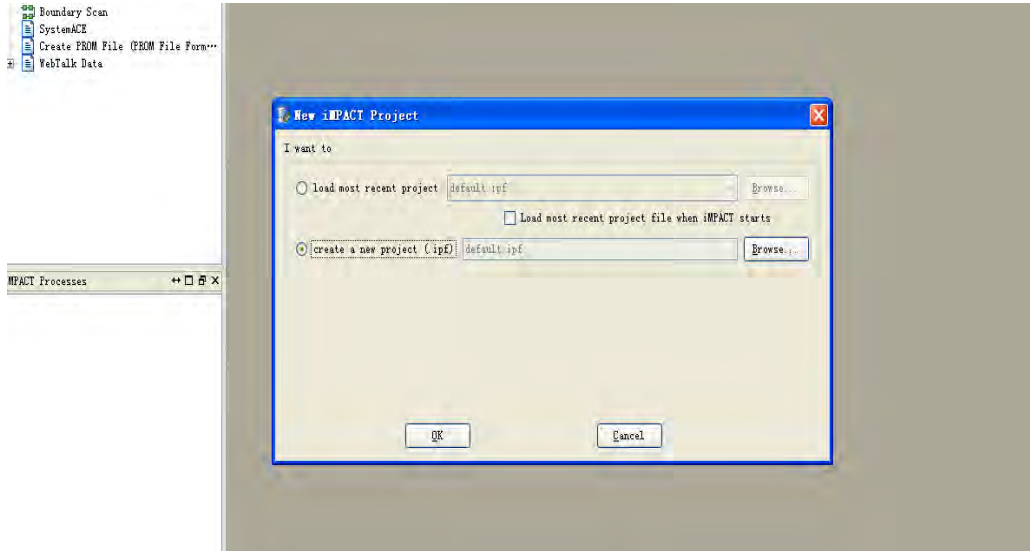 Boundary Scan
SystemACE
Create PROM File (PROM File Form···
WebTalk Data
New iMPACT Project
I want to
load most recent project default.ipf Browse...
Load most recent project file when iMPACT starts
create a new project (.ipf) default.ipf Browse...
MPACT Processes
OK Cancel